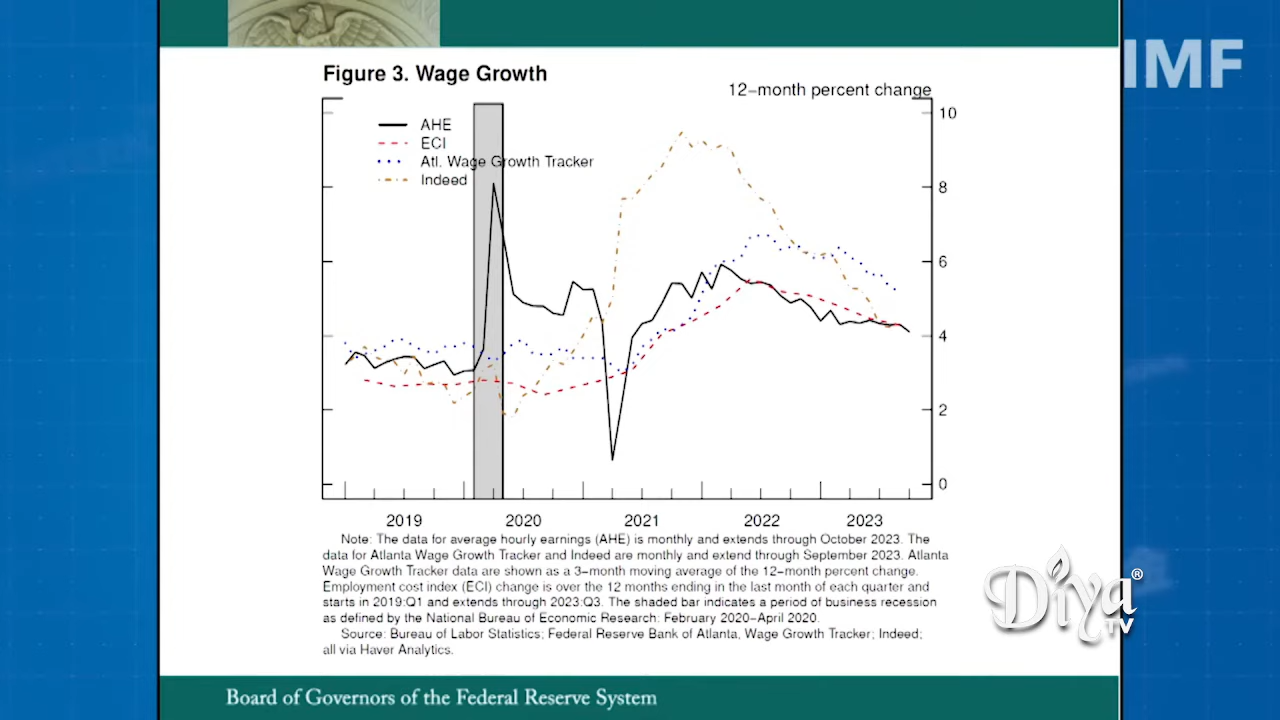 IMF
Figure 3. Wage Growth
12−month percent change
AHE
ECI
Atl. Wage Growth Tracker
Indeed
10
8
6
4
2
0
2019 2020 2021 2022 2023
Note: The data for average hourly earnings (AHE) is monthly and extends through October 2023. The
data for Atlanta Wage Growth Tracker and Indeed are monthly and extend through September 2023. Atlanta
Wage Growth Tracker data are shown as a 3−month moving average of the 12−month percent change.
Employment cost index (ECI) change is over the 12 months ending in the last month of each quarter and
starts in 2019:Q1 and extends through 2023:Q3. The shaded bar indicates a period of business recession
as defined by the National Bureau of Economic Research: February 2020−April 2020.
Source: Bureau of Labor Statistics; Federal Reserve Bank of Atlanta, Wage Growth Tracker; Indeed;
all via Haver Analytics.
Diya®
TV
Board of Governors of the Federal Reserve System